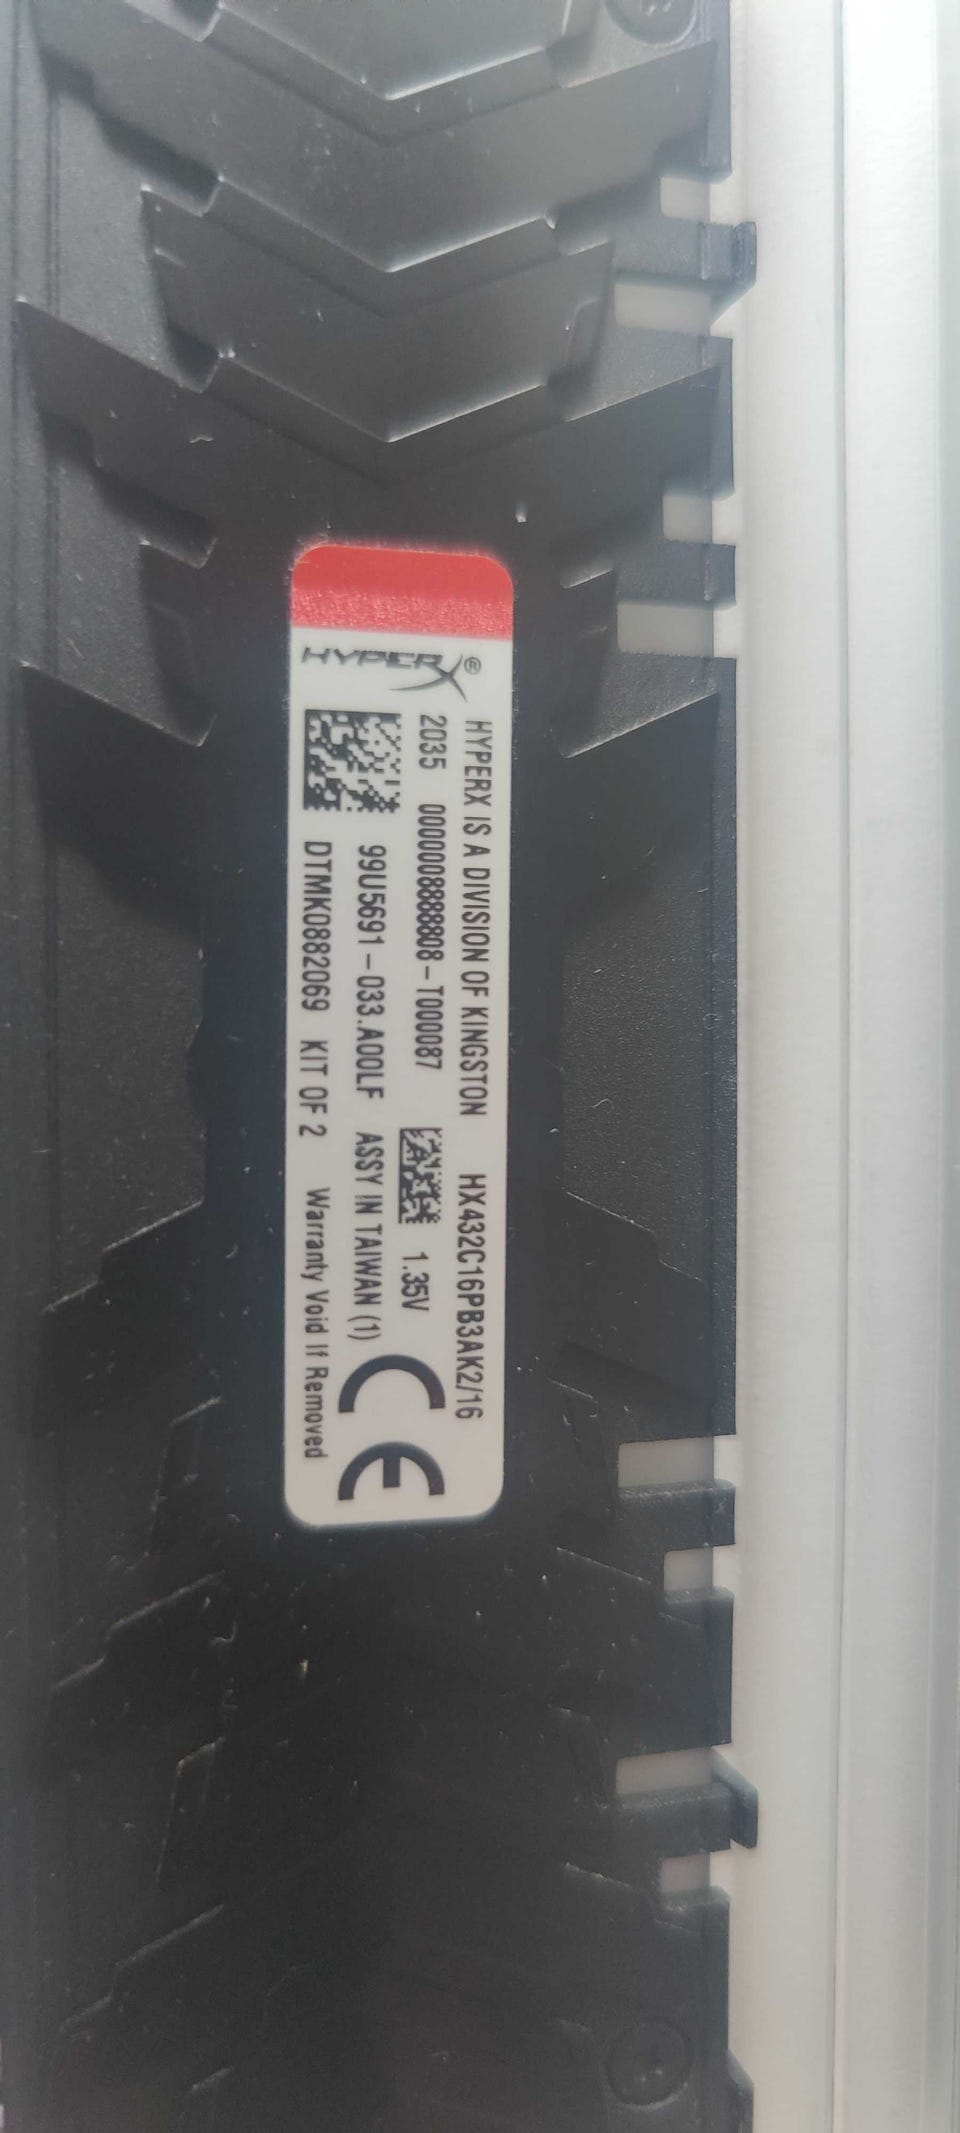 HYPERX®
HYPERX IS A DIVISION OF KINGSTON HX432C16PB3AK2/16
2035 0000008888808-T000087 1.35V
99U5691-033.A00LF ASSY IN TAIWAN (1)
DTMK0882069 KIT OF 2 Warranty Void If Removed
CE